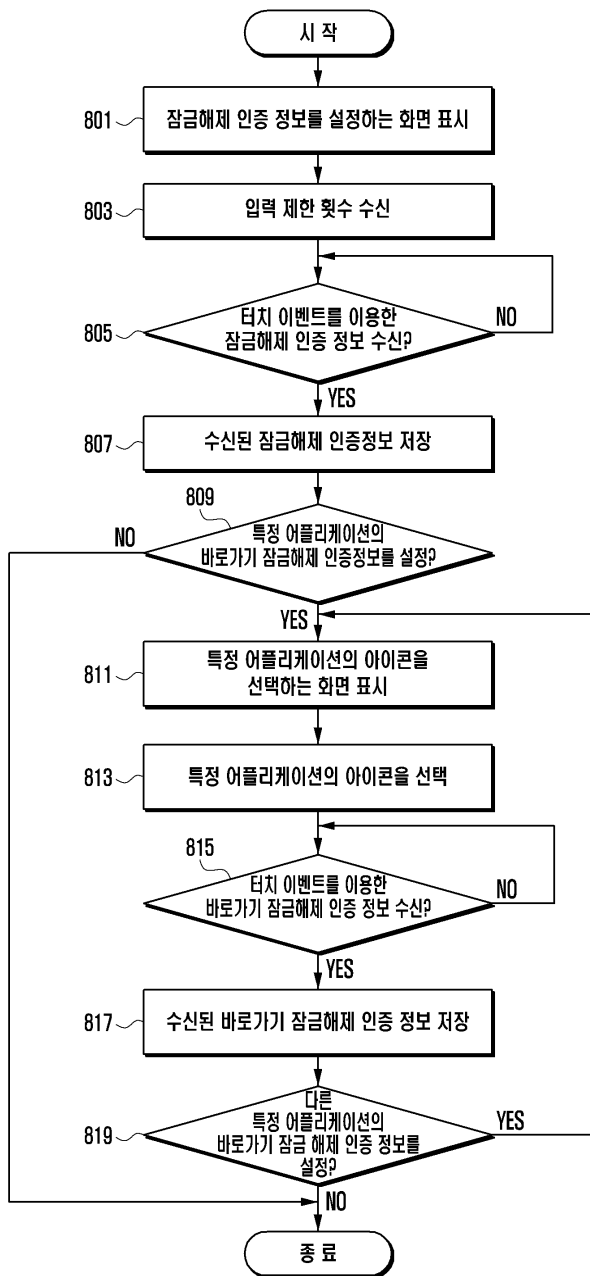 시 작
801
잠금해제 인증 정보를 설정하는 화면 표시
803
입력 제한 횟수 수신
805
터치 이벤트를 이용한
잠금해제 인증 정보 수신?
NO
YES
807
수신된 잠금해제 인증정보 저장
809
특정 어플리케이션의
바로가기 잠금해제 인증정보를 설정?
NO
YES
811
특정 어플리케이션의 아이콘을
선택하는 화면 표시
813
특정 어플리케이션의 아이콘을 선택
815
터치 이벤트를 이용한
바로가기 잠금해제 인증 정보 수신?
NO
YES
817
수신된 바로가기 잠금해제 인증 정보 저장
819
다른
특정 어플리케이션의
바로가기 잠금 해제 인증 정보를
설정?
YES
NO
종 료